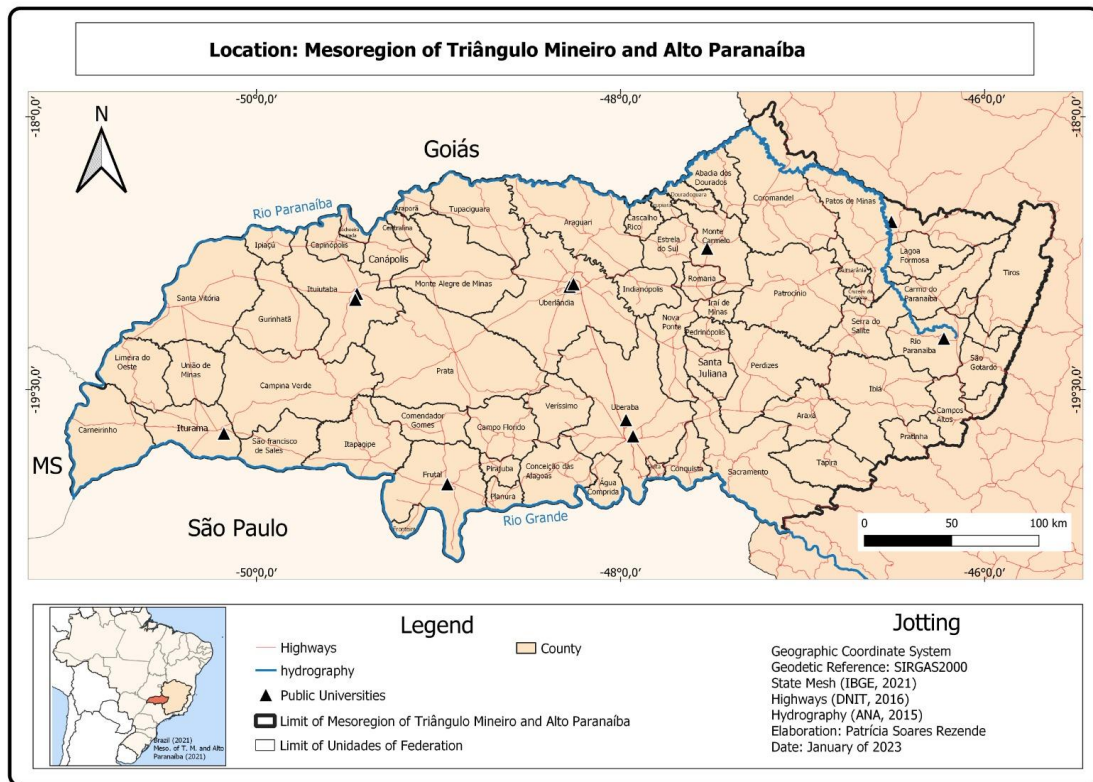 Location: Mesoregion of Triângulo Mineiro and Alto Paranaíba
-50°0,0'
-48°0,0'
-46°0,0'
-18°0,0'
-18°0,0'
N
Goiás
Rio Paranaíba
Abadia dos
Dourados
Douradoquara
Coromandel
Patos de Minas
Araporã
Tupaciguara
Araguari
Cascalho
Rico
Estrela
do Sul
Monte
Carmelo
Centralina
Ipiaçú
Capinópolis
Canápolis
Lagoa
Formosa
Tiros
Santa Vitória
Ituiutaba
Monte Alegre de Minas
Uberlândia
Indianópolis
Romaria
Iraí de
Minas
Patrocínio
Carmo do
Paranaíba
Gurinhatã
Nova
Ponte
Pedrinópolis
Serra do
Salitre
Rio
Paranaíba
São
Gotardo
Limeira do
Oeste
União de
Minas
Campina Verde
Prata
Santa
Juliana
Perdizes
Ibiá
-19°30,0'
-19°30,0'
Carneirinho
Iturama
São francisco
de Sales
Itapagipe
Comendador
Gomes
Campo Florido
Veríssimo
Uberaba
Araxá
Campos
Altos
Pratinha
MS
Frutal
Pirajuba
Planura
Conceição das
Alagoas
Água
Comprida
Conquista
Sacramento
Tapira
São Paulo
Fronteira
Rio Grande
0
50
100 km
-50°0,0'
-48°0,0'
-46°0,0'
Legend
Highways
hydrography
Public Universities
Limit of Mesoregion of Triângulo Mineiro and Alto Paranaíba
Limit of Unidades of Federation
County
Brazil (2021)
Meso. of T. M. and Alto
Paranaíba (2021)
Jotting
Geographic Coordinate System
Geodetic Reference: SIRGAS2000
State Mesh (IBGE, 2021)
Highways (DNIT, 2016)
Hydrography (ANA, 2015)
Elaboration: Patrícia Soares Rezende
Date: January of 2023